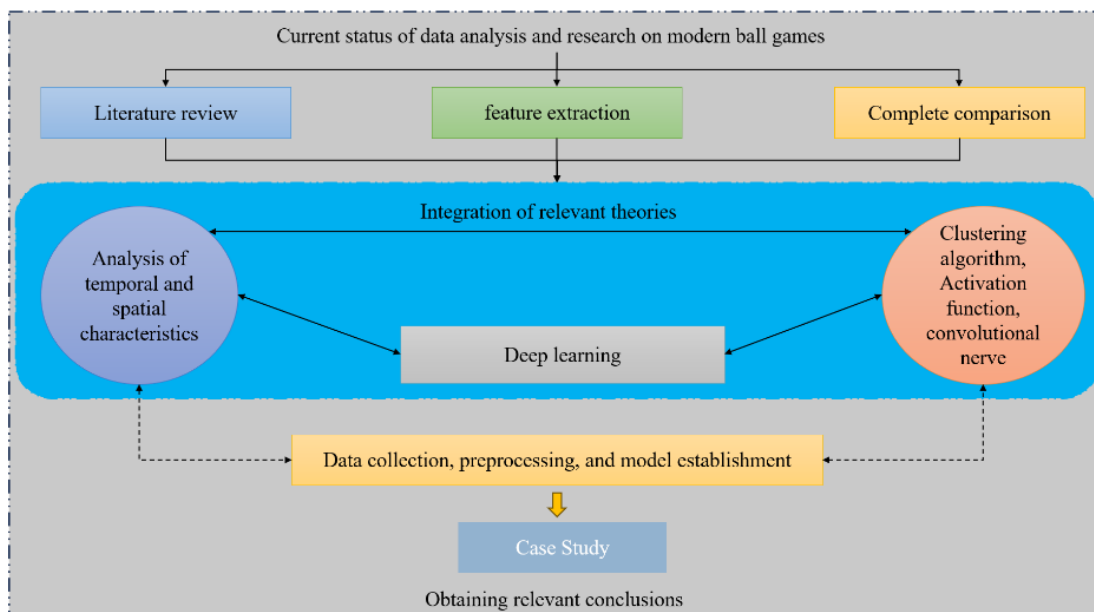 Current status of data analysis and research on modern ball games
Literature review
feature extraction
Complete comparison
Integration of relevant theories
Analysis of
temporal and
spatial
characteristics
Clustering
algorithm,
Activation
function,
convolutional
nerve
Deep learning
Data collection, preprocessing, and model establishment
Case Study
Obtaining relevant conclusions